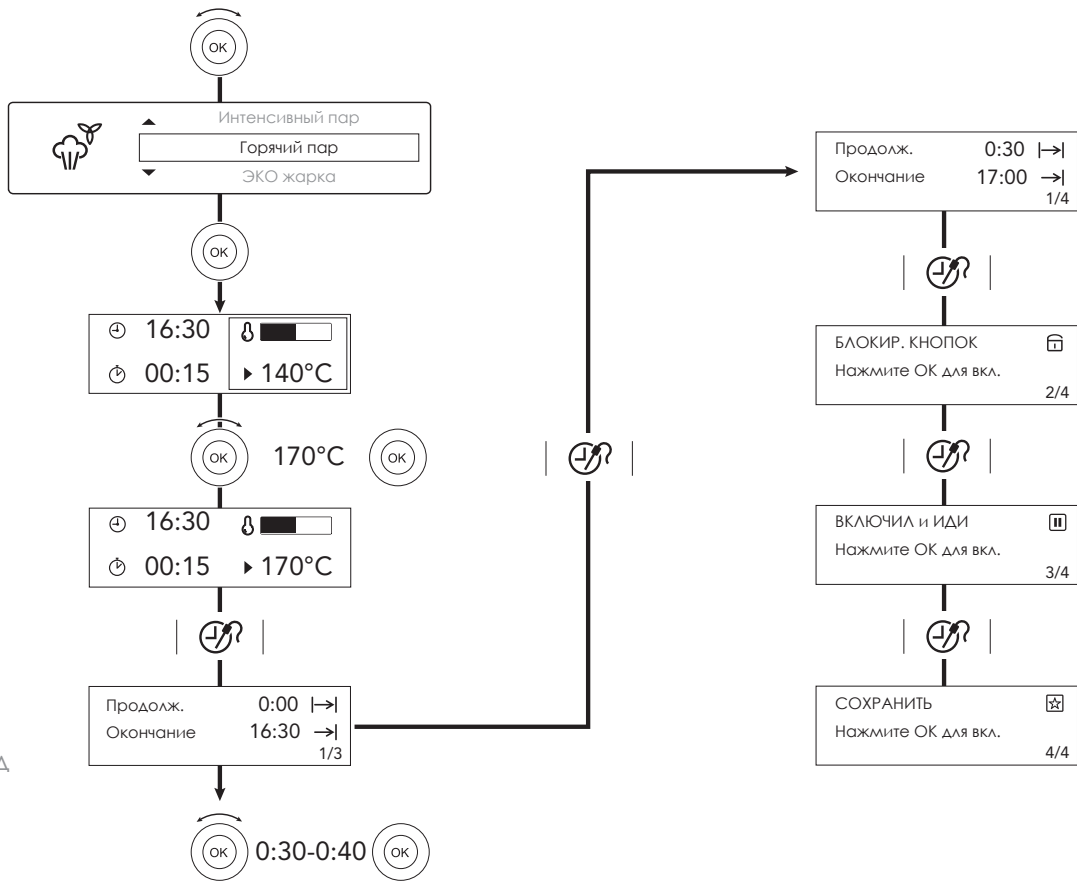 OK
Интенсивный пар
Горячий пар
ЭКО жарка
OK
16:30
00:15 140°C
OK 170°C OK
16:30
00:15 170°C
Продолж. 0:00
Окончание 16:30
1/3
Д
OK 0:30-0:40 OK
Продолж. 0:30
Окончание 17:00
1/4
БЛОКИР. КНОПОК
Нажмите ОК для вкл.
2/4
ВКЛЮЧИЛ и ИДИ
Нажмите ОК для вкл.
3/4
СОХРАНИТЬ
Нажмите ОК для вкл.
4/4